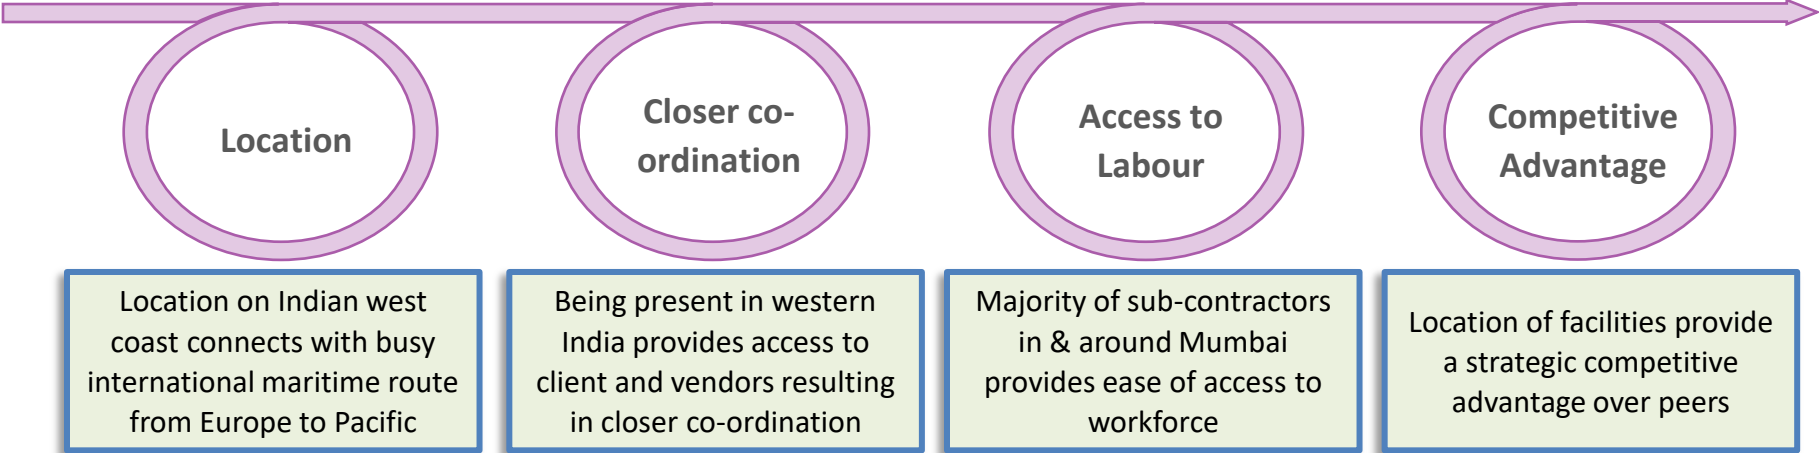 Location
Closer co-
ordination
Access to
Labour
Competitive
Advantage
Location on Indian west
coast connects with busy
international maritime route
from Europe to Pacific
Being present in western
India provides access to
client and vendors resulting
in closer co-ordination
Majority of sub-contractors
in & around Mumbai
provides ease of access to
workforce
Location of facilities provide
a strategic competitive
advantage over peers